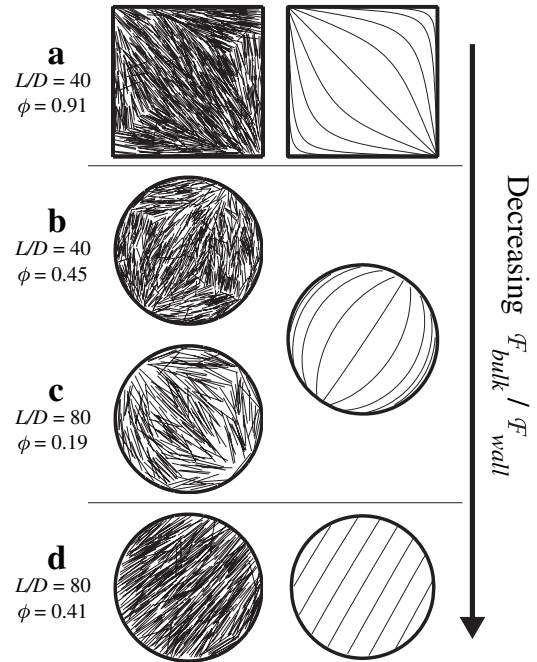 a
L/D = 40
ϕ = 0.91
b
L/D = 40
ϕ = 0.45
c
L/D = 80
ϕ = 0.19
d
L/D = 80
ϕ = 0.41
Decreasing ℱ_bulk / ℱ_wall